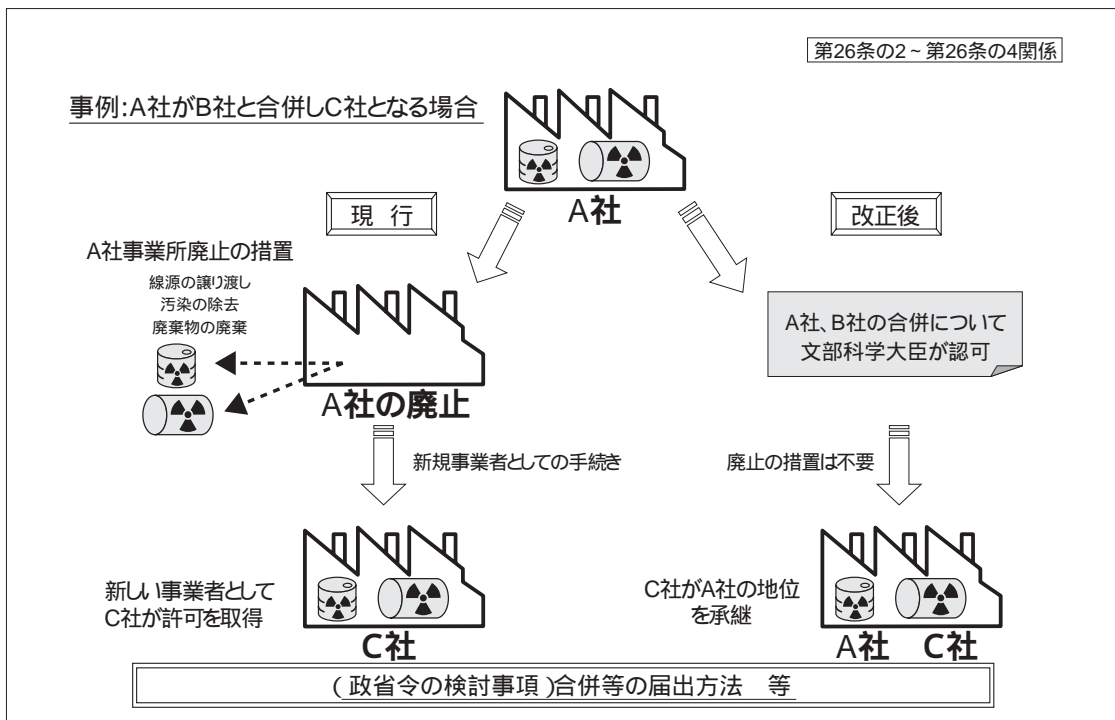 第26条の2~第26条の4関係
事例:A社がB社と合併しC社となる場合
A社
現 行
改正後
A社事業所廃止の措置
線源の譲り渡し
汚染の除去
廃棄物の廃棄
A社の廃止
A社、B社の合併について
文部科学大臣が認可
新規事業者としての手続き
廃止の措置は不要
新しい事業者として
C社が許可を取得
C社
C社がA社の地位
を承継
A社 C社
(政省令の検討事項)合併等の届出方法 等